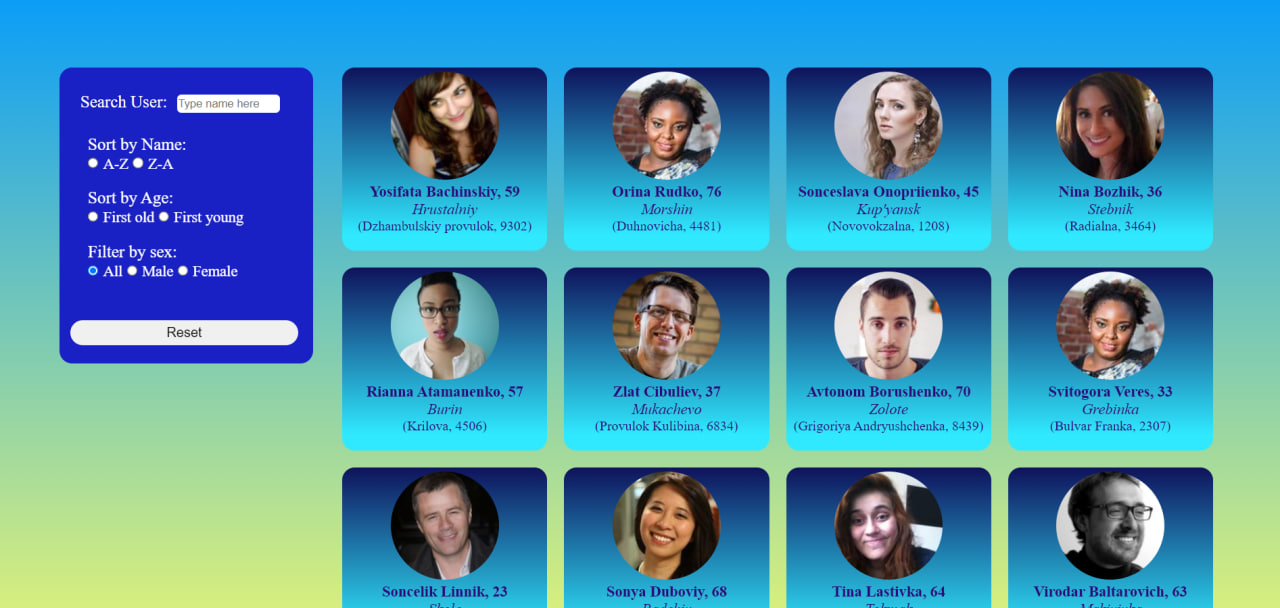 Search User: Type name here
Sort by Name:
A-Z Z-A
Sort by Age:
First old First young
Filter by sex:
All Male Female
Reset
Yosifata Bachinskiy, 59
Hrustalniy
(Dzhambulskiy provulok, 9302)
Orina Rudko, 76
Morshin
(Duhnovicha, 4481)
Sonceslava Onopriienko, 45
Kup'yansk
(Novovokzalna, 1208)
Nina Bozhik, 36
Stebnik
(Radialna, 3464)
Rianna Atamanenko, 57
Burin
(Krilova, 4506)
Zlat Cibuliev, 37
Mukachevo
(Provulok Kulibina, 6834)
Avtonom Borushenko, 70
Zolote
(Grigoriya Andryushchenka, 8439)
Svitogora Veres, 33
Grebinka
(Bulvar Franka, 2307)
Soncelik Linnik, 23
Sonya Duboviy, 68
Tina Lastivka, 64
Virodar Baltarovich, 63